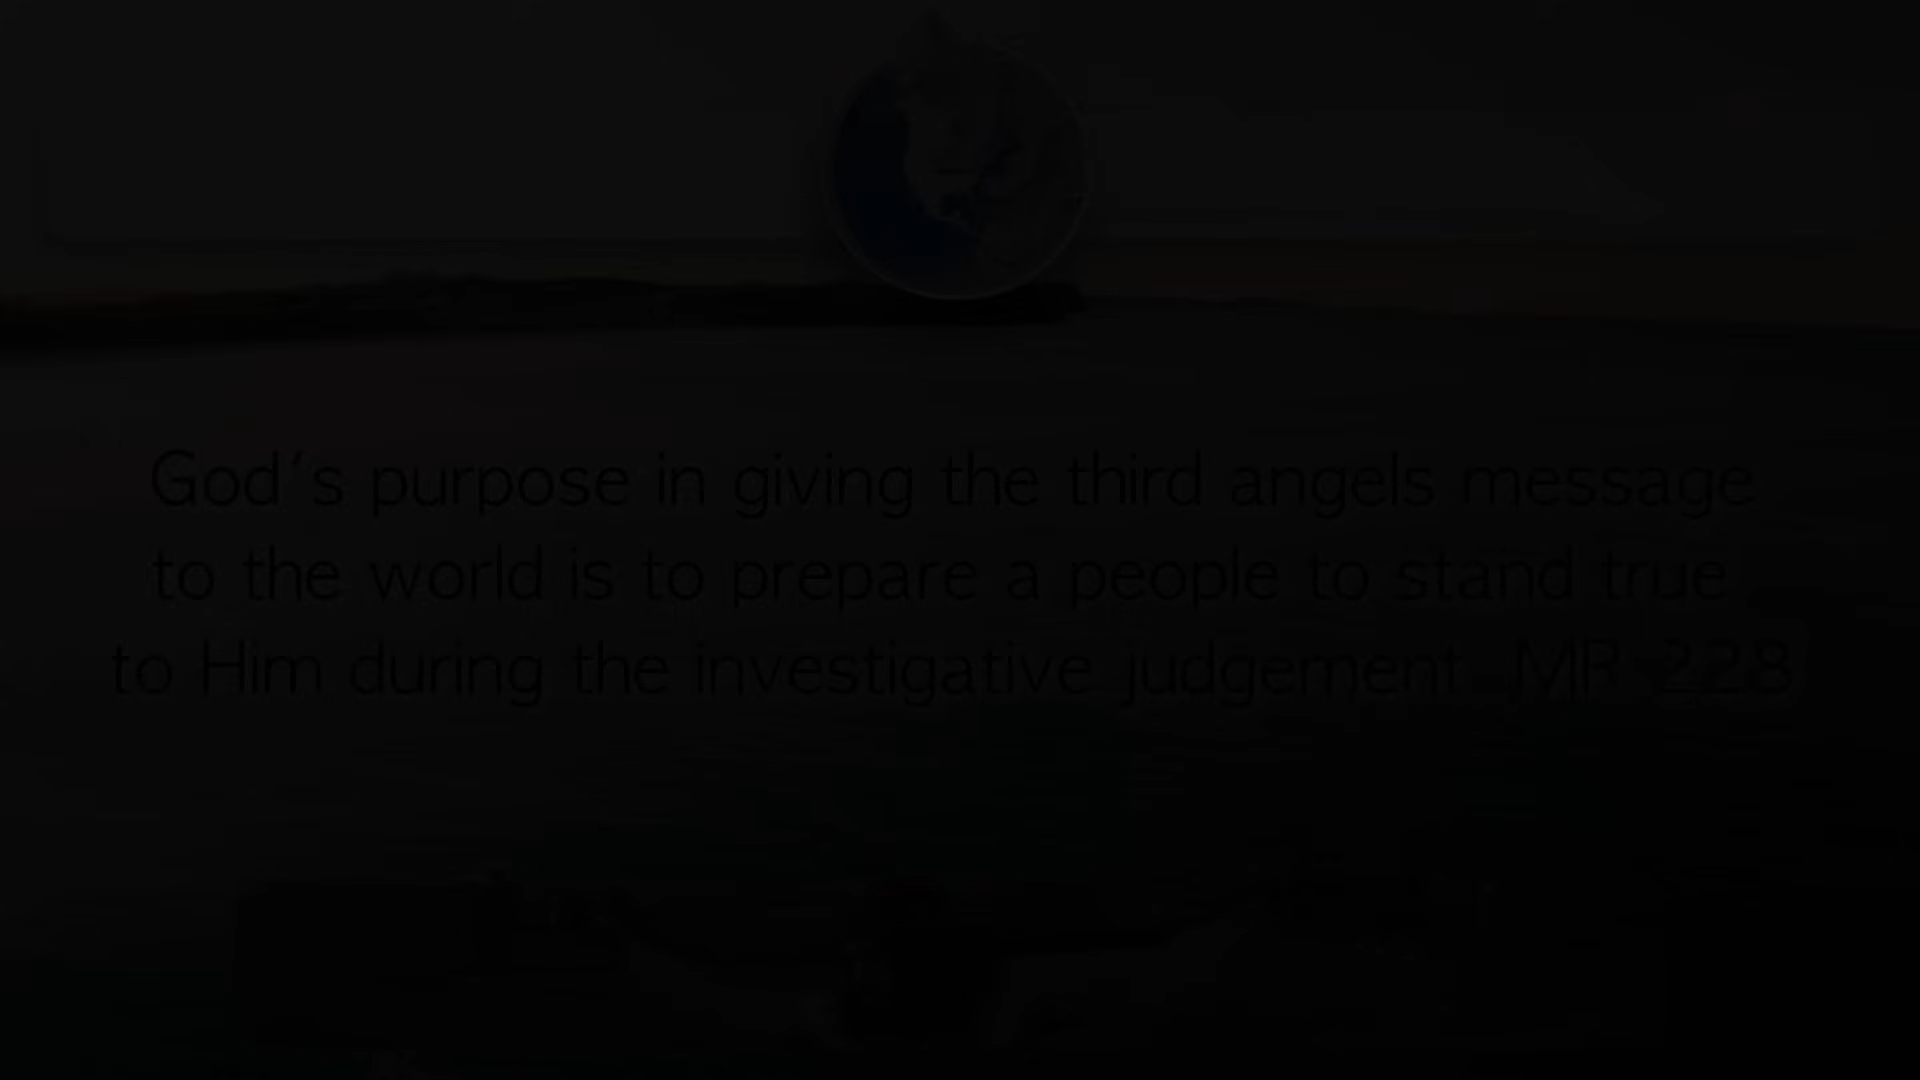 God's purpose in giving the third angels message
to the world is to prepare a people to stand true
to Him during the investigative judgement MR 228